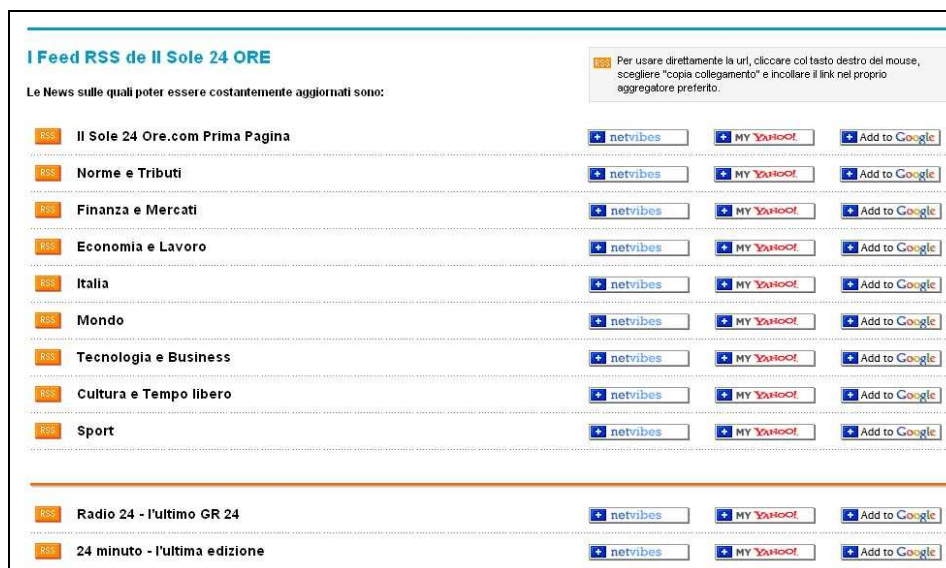 I Feed RSS de Il Sole 24 ORE
Le News sulle quali poter essere costantemente aggiornati sono:
RSS Per usare direttamente la url, cliccare col tasto destro del mouse,
scegliere "copia collegamento" e incollare il link nel proprio
aggregatore preferito.
RSS Il Sole 24 Ore.com Prima Pagina netvibes MY YAHOO! Add to Google
RSS Norme e Tributi netvibes MY YAHOO! Add to Google
RSS Finanza e Mercati netvibes MY YAHOO! Add to Google
RSS Economia e Lavoro netvibes MY YAHOO! Add to Google
RSS Italia netvibes MY YAHOO! Add to Google
RSS Mondo netvibes MY YAHOO! Add to Google
RSS Tecnologia e Business netvibes MY YAHOO! Add to Google
RSS Cultura e Tempo libero netvibes MY YAHOO! Add to Google
RSS Sport netvibes MY YAHOO! Add to Google
RSS Radio 24 - l'ultimo GR 24 netvibes MY YAHOO! Add to Google
RSS 24 minuto - l'ultima edizione netvibes MY YAHOO! Add to Google